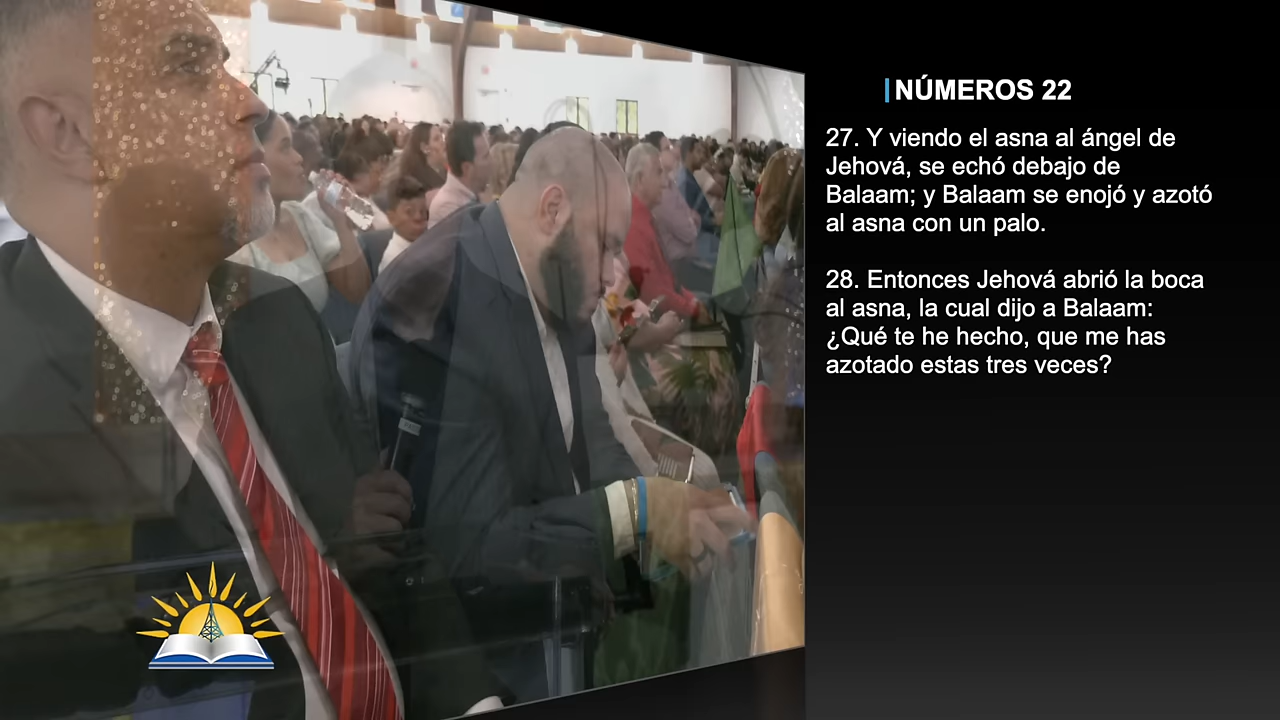 NÚMEROS 22
27. Y viendo el asna al ángel de
Jehová, se echó debajo de
Balaam; y Balaam se enojó y azotó
al asna con un palo.
28. Entonces Jehová abrió la boca
al asna, la cual dijo a Balaam:
¿Qué te he hecho, que me has
azotado estas tres veces?